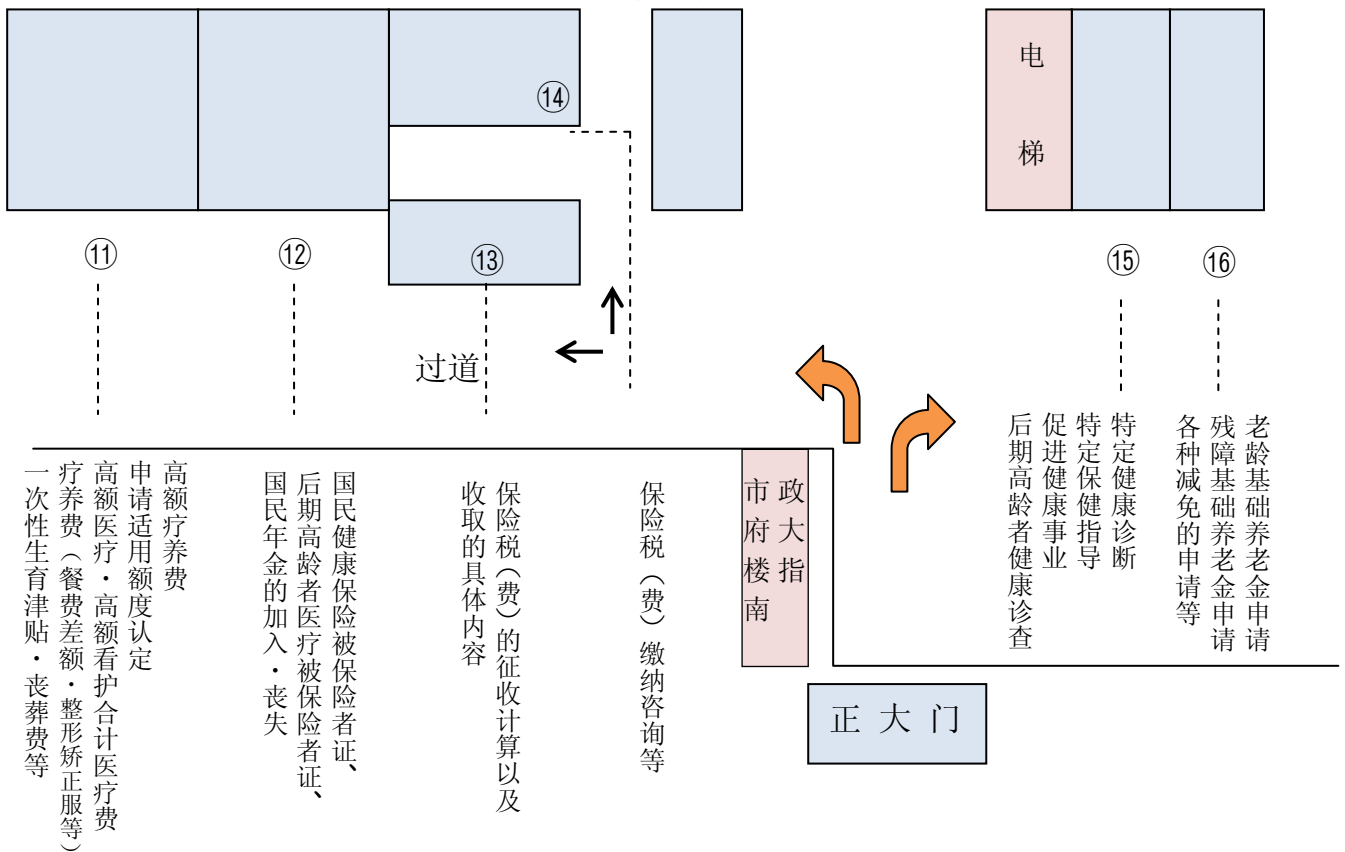 电
梯
⑭
⑪
⑫
⑬
⑮
⑯
过道
高额疗养费
申请适用额度认定
高额医疗・高额看护合计医疗费
疗养费（餐费差额・整形矫正服等）
一次性生育津贴・丧葬费等
国民健康保险被保险者证、
后期高龄者医疗被保险者证、
国民年金的加入・丧失
保险税（费）的征收计算以及
收取的具体内容
保险税（费）缴纳咨询等
市政
府大
楼指
南
特定健康诊断
特定保健指导
促进健康事业
后期高龄者健康诊查
老龄基础养老金申请
残障基础养老金申请
各种减免的申请等
正大门